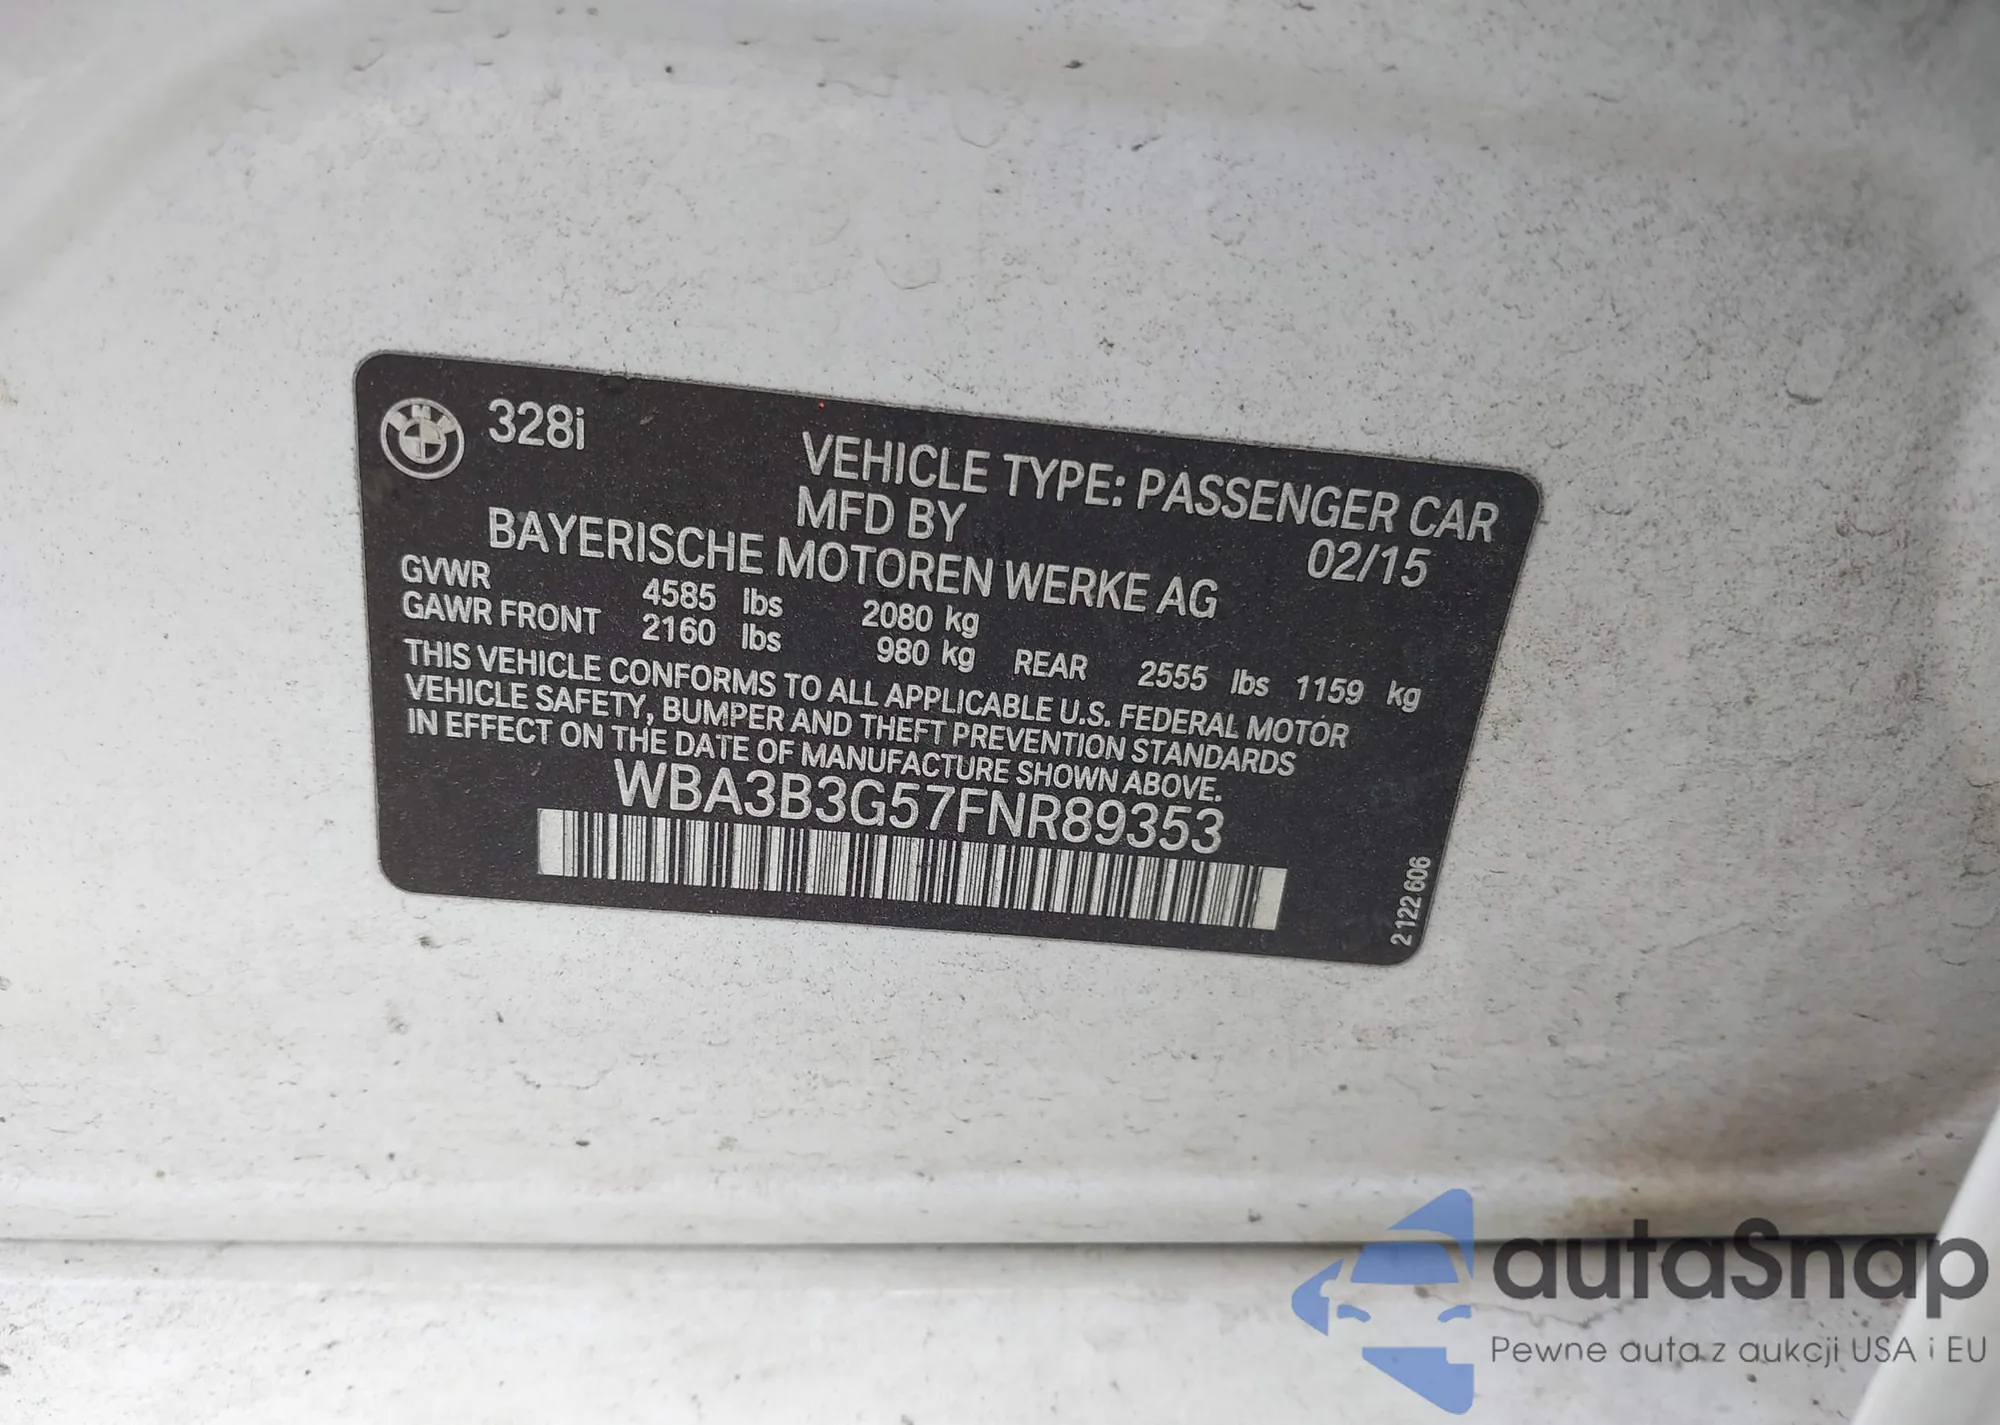 328i
VEHICLE TYPE: PASSENGER CAR
MFD BY 02/15
BAYERISCHE MOTOREN WERKE AG
GVWR 4585 lbs 2080 kg
GAWR FRONT 2160 lbs 980 kg REAR 2555 lbs 1159 kg
THIS VEHICLE CONFORMS TO ALL APPLICABLE U.S. FEDERAL MOTOR
VEHICLE SAFETY, BUMPER AND THEFT PREVENTION STANDARDS
IN EFFECT ON THE DATE OF MANUFACTURE SHOWN ABOVE.
WBA3B3G57FNR89353
2122606
autaSnap
Pewne auta z aukcji USA i EU